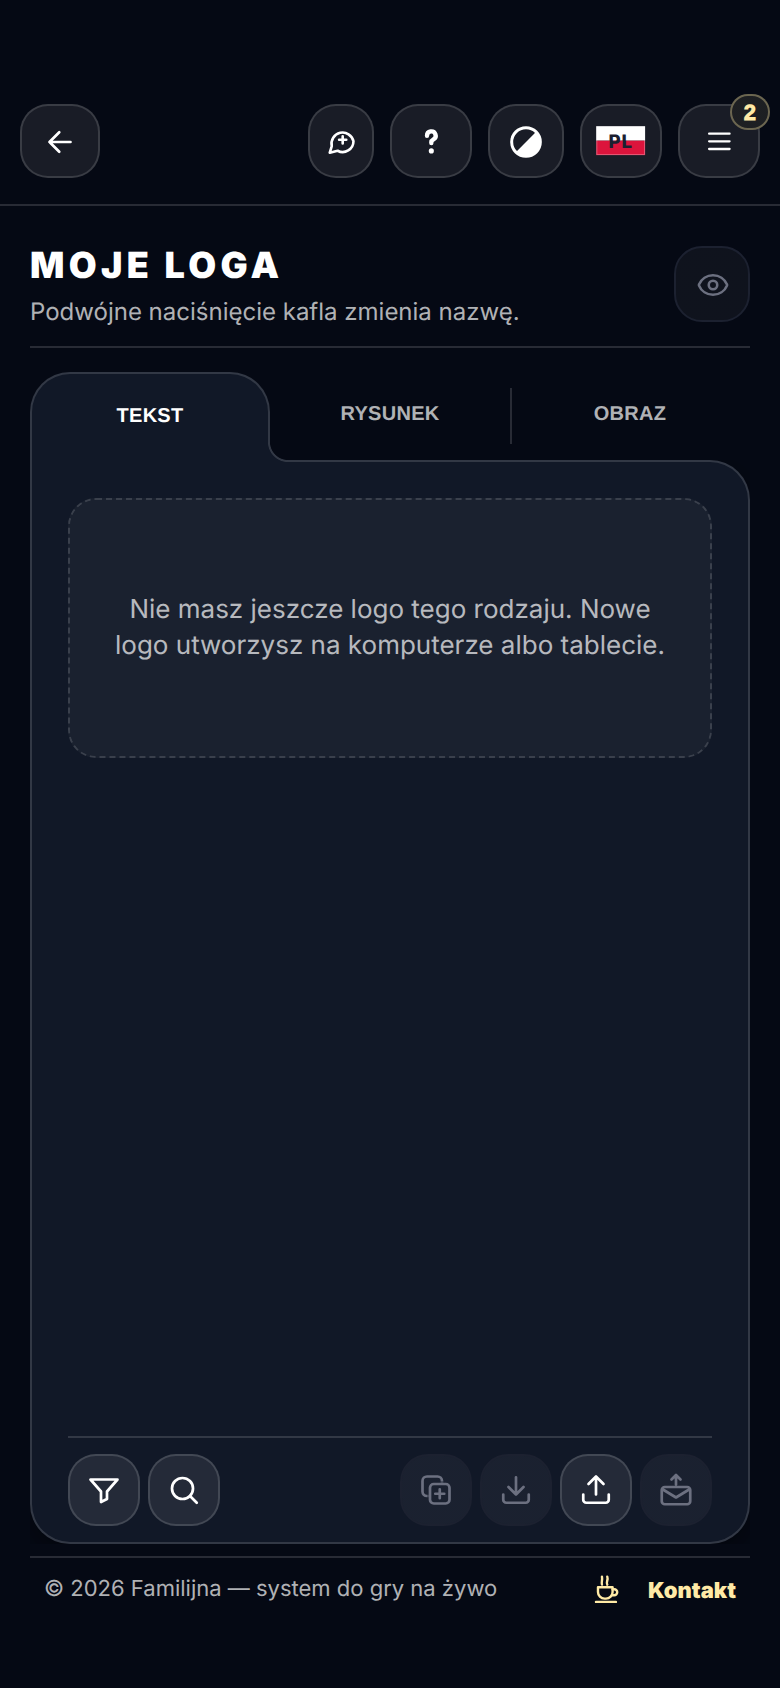 2
?
PL
MOJE LOGA
Podwójne naciśnięcie kafla zmienia nazwę.
TEKST
RYSUNEK
OBRAZ
Nie masz jeszcze logo tego rodzaju. Nowe
logo utworzysz na komputerze albo tablecie.
© 2026 Familijna — system do gry na żywo
Kontakt